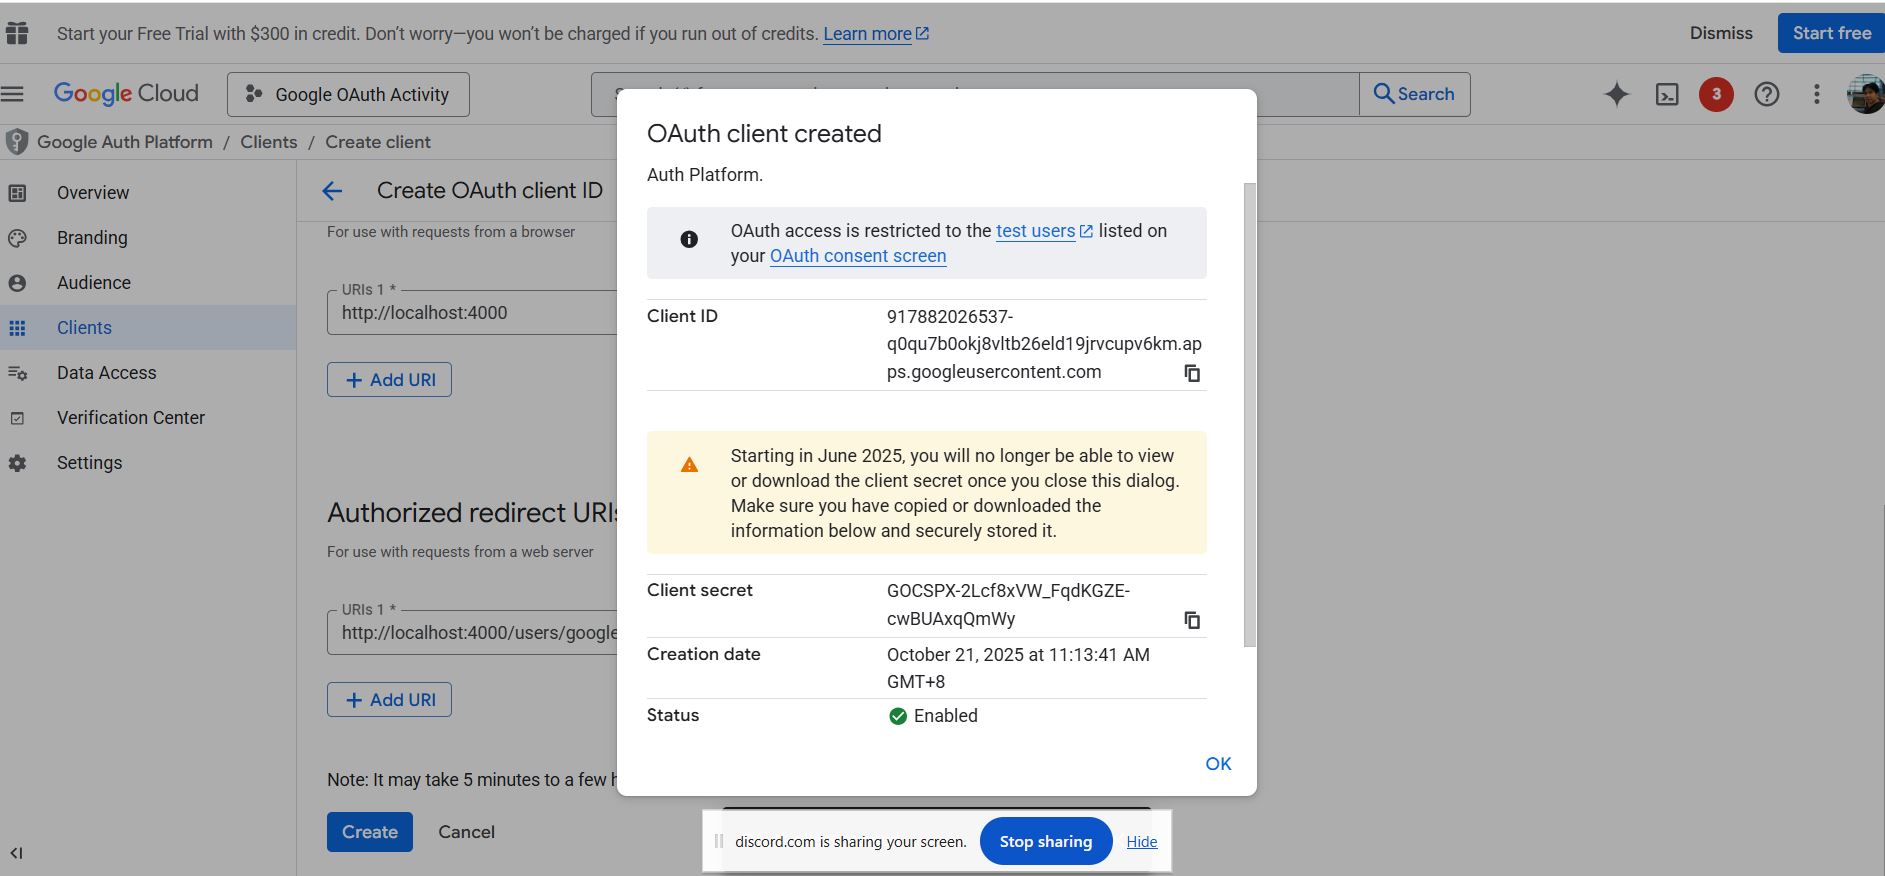 Start your Free Trial with $300 in credit. Don't worry—you won't be charged if you run out of credits. Learn more
Dismiss
Start free
Google Cloud
Google OAuth Activity
Search
3
Google Auth Platform / Clients / Create client
Overview
Branding
Audience
Clients
Data Access
Verification Center
Settings
Create OAuth client ID
For use with requests from a browser
URIs 1 *
http://localhost:4000
+ Add URI
Authorized redirect URIs
For use with requests from a web server
URIs 1 *
http://localhost:4000/users/google
+ Add URI
Note: It may take 5 minutes to a few h
Create
Cancel
OAuth client created
Auth Platform.
OAuth access is restricted to the test users listed on
your OAuth consent screen
Client ID
917882026537-
q0qu7b0okj8vltb26eld19jrvcupv6km.ap
ps.googleusercontent.com
Starting in June 2025, you will no longer be able to view
or download the client secret once you close this dialog.
Make sure you have copied or downloaded the
information below and securely stored it.
Client secret
GOCSPX-2Lcf8xVW_FqdKGZE-
cwBUAxqQmWy
Creation date
October 21, 2025 at 11:13:41 AM
GMT+8
Status
Enabled
OK
discord.com is sharing your screen.
Stop sharing
Hide